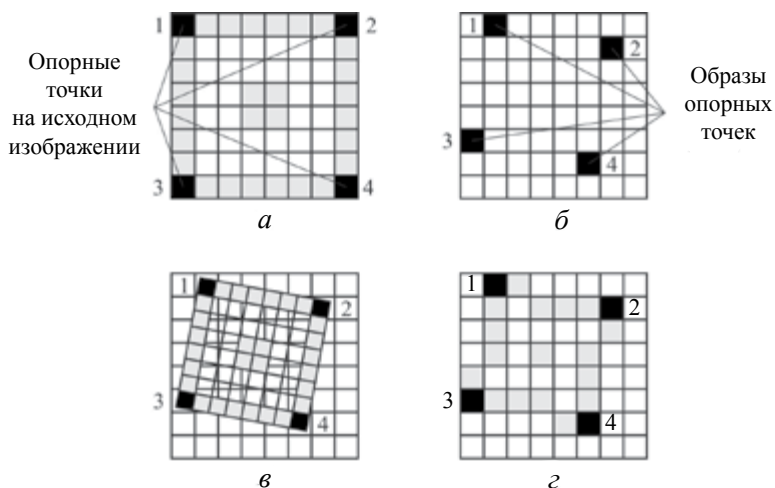 1
2
Опорные
точки
на исходном
изображении
3
4
а
1
2
3
4
Образы
опорных
точек
б
1
2
3
4
в
1
2
3
4
г